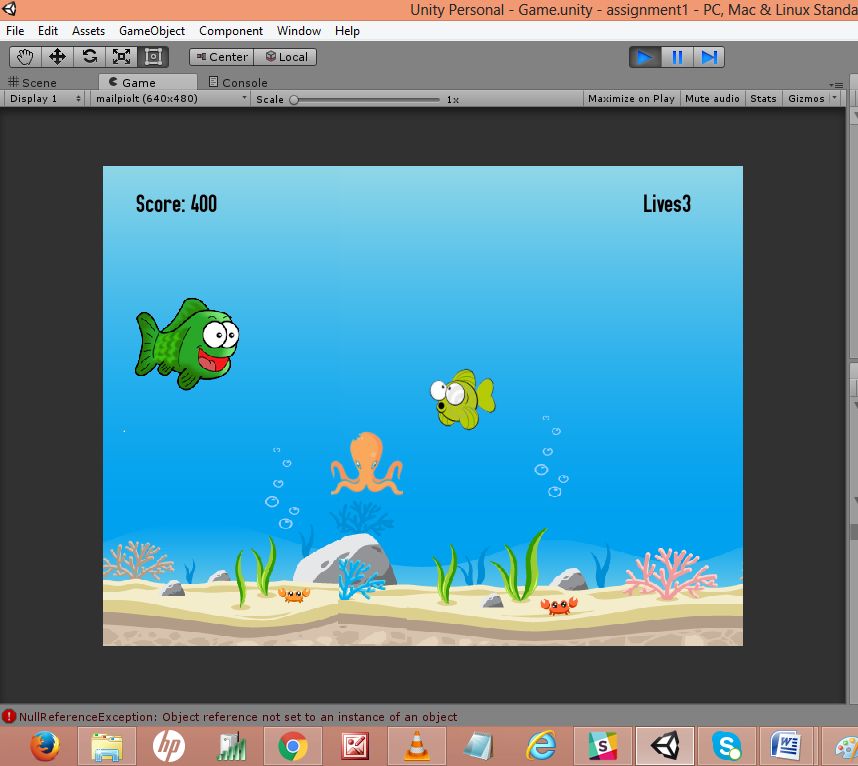 Unity Personal - Game.unity - assignment1 - PC, Mac & Linux Standa
File Edit Assets GameObject Component Window Help
Center Local
Scene Game Console
Display 1 mailpiolt (640x480) Scale 1x Maximize on Play Mute audio Stats Gizmos
Score: 400 Lives3
NullReferenceException: Object reference not set to an instance of an object
hp